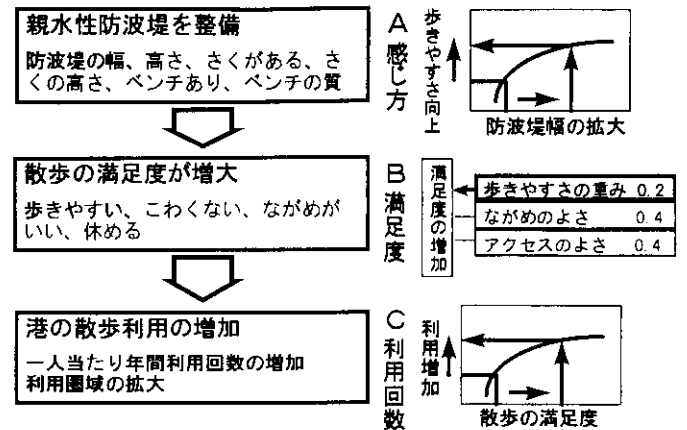 親水性防波堤を整備
防波堤の幅、高さ、さくがある、さ
くの高さ、ベンチあり、ベンチの質
散歩の満足度が増大
歩きやすい、こわくない、ながめが
いい、休める
港の散歩利用の増加
一人当たり年間利用回数の増加
利用圏域の拡大
A感じ方
歩きやすさ向上
防波堤幅の拡大
B満足度
満足度の増加
歩きやすさの重み 0.2
ながめのよさ 0.4
アクセスのよさ 0.4
C利用回数
利用増加
散歩の満足度